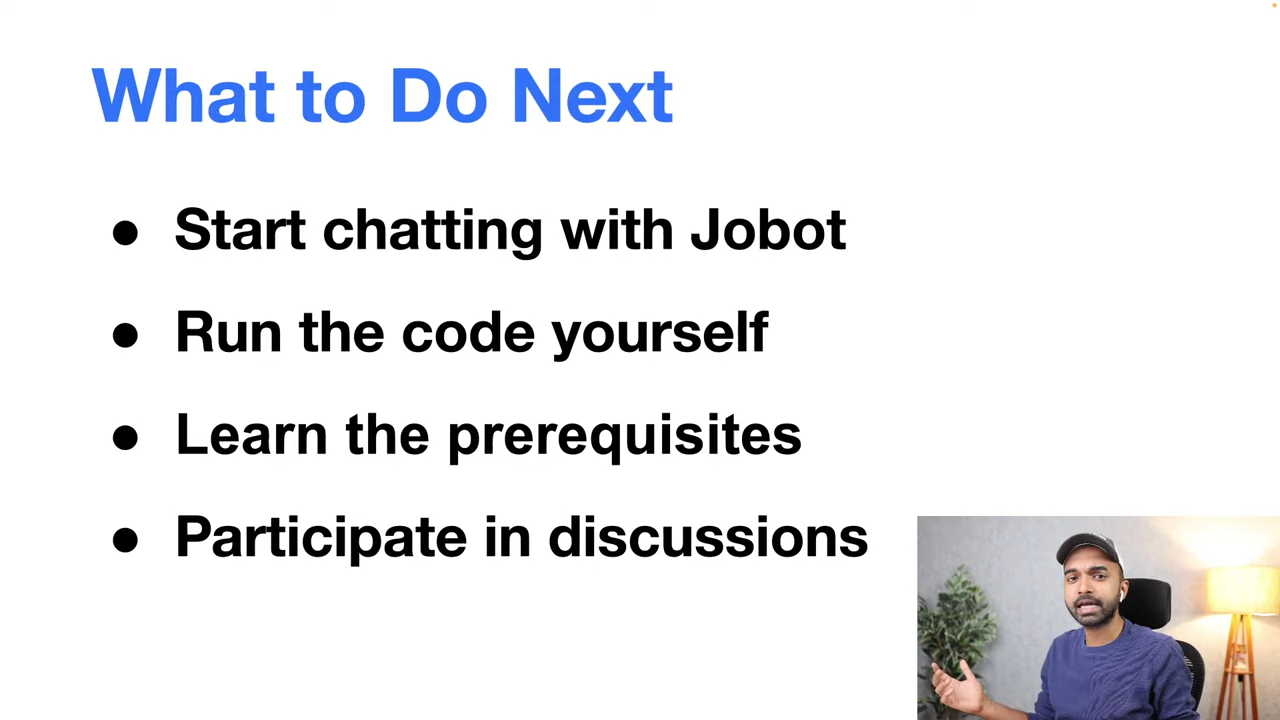 What to Do Next
● Start chatting with Jobot
● Run the code yourself
● Learn the prerequisites
● Participate in discussions